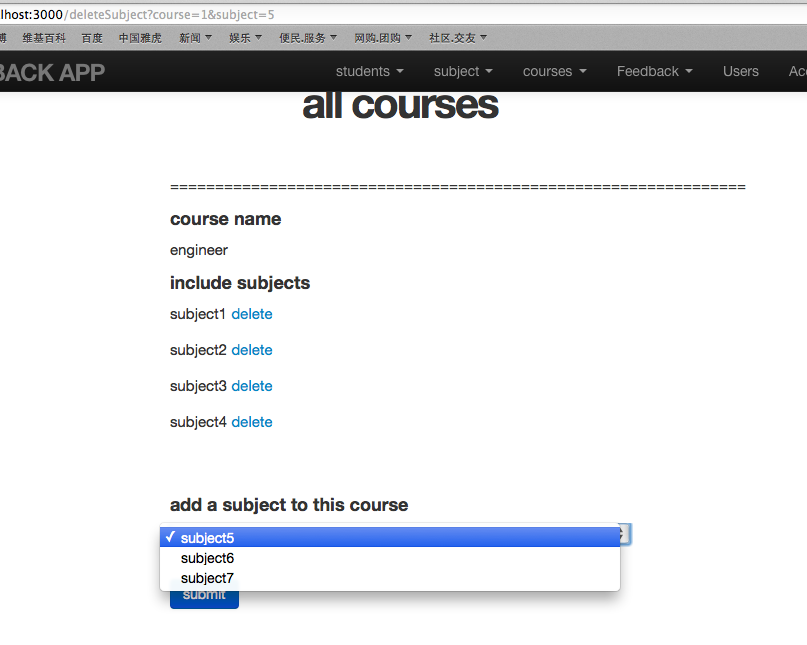 lhost:3000/deleteSubject?course=1&subject=5
维基百科 百度 中国雅虎 新闻 娱乐 便民.服务 网购.团购 社区.交友
BACK APP students subject courses Feedback Users Acc
all courses
================================================================
course name
engineer
include subjects
subject1 delete
subject2 delete
subject3 delete
subject4 delete
add a subject to this course
✓ subject5
subject6
subject7
submit